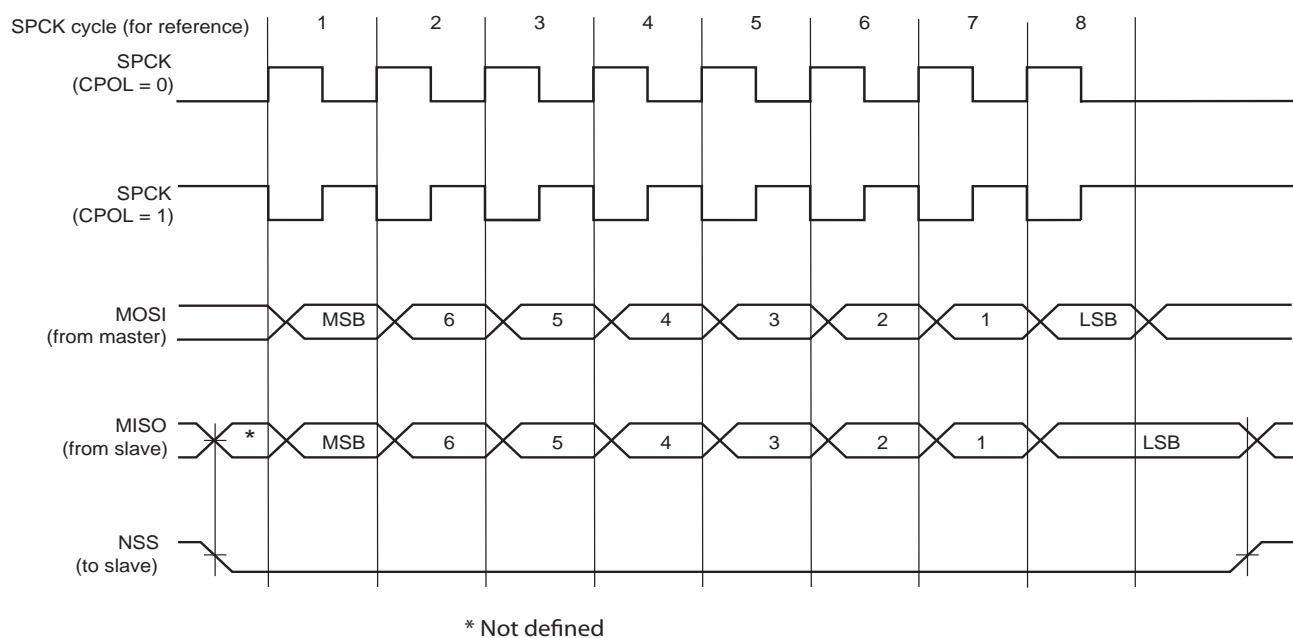 SPCK cycle (for reference) 1 2 3 4 5 6 7 8
SPCK
(CPOL = 0)
SPCK
(CPOL = 1)
MOSI
(from master)
MSB 6 5 4 3 2 1 LSB
MISO
(from slave)
* MSB 6 5 4 3 2 1 LSB
NSS
(to slave)
* Not defined